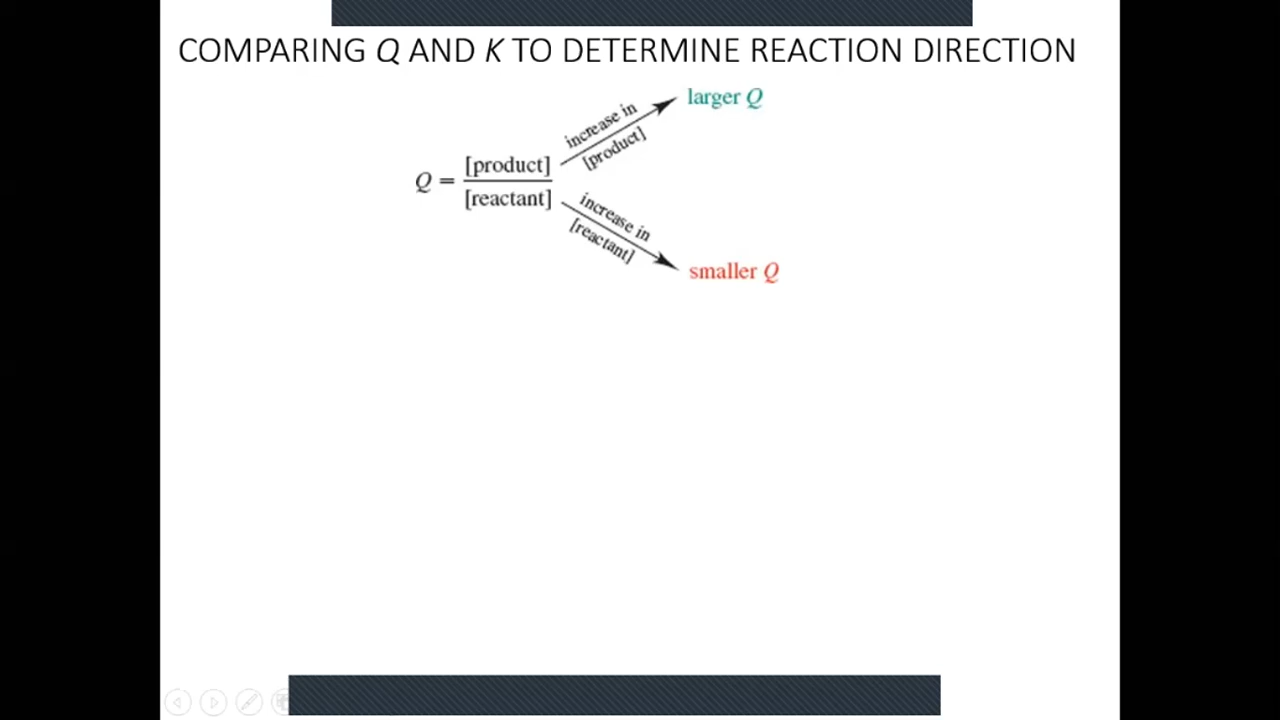 COMPARING Q AND K TO DETERMINE REACTION DIRECTION
larger Q
increase in
[product]
Q = [product]
[reactant]
increase in
[reactant]
smaller Q